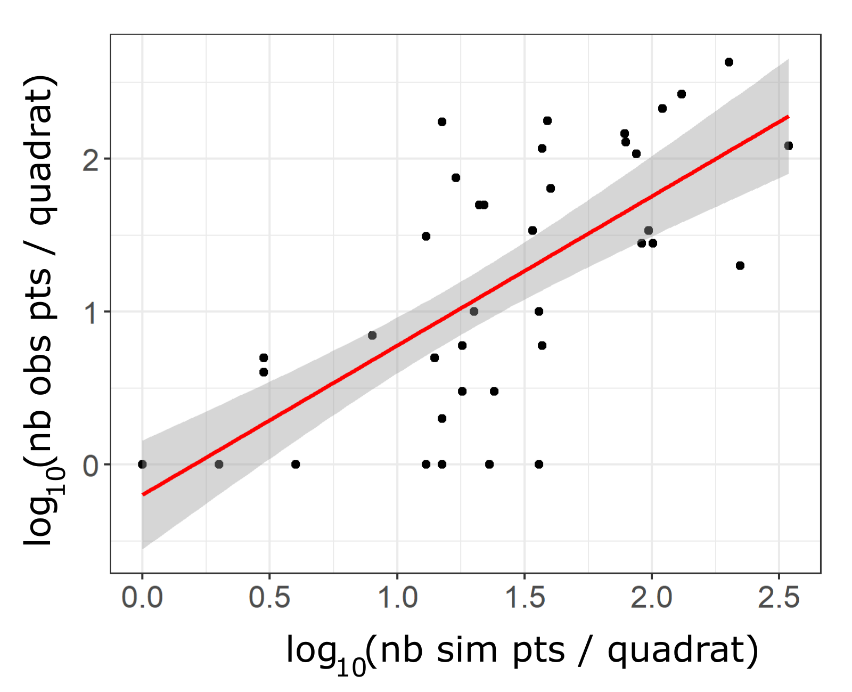 log10(nb obs pts / quadrat)
2
1
0
0.0 0.5 1.0 1.5 2.0 2.5
log10(nb sim pts / quadrat)